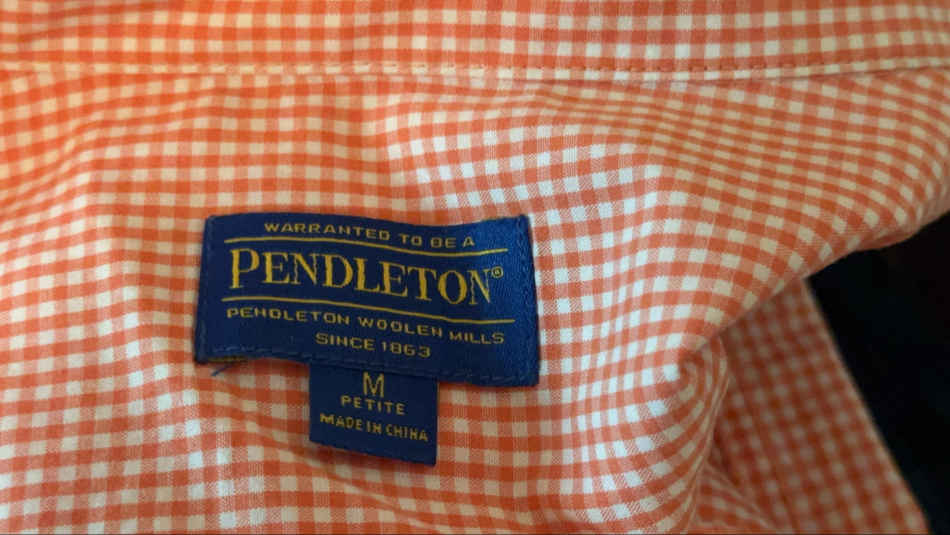 WARRANTED TO BE A
PENDLETON®
PENDLETON WOOLEN MILLS
SINCE 1863
M
PETITE
MADE IN CHINA